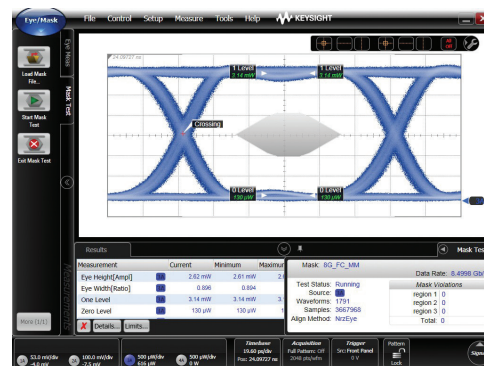 Eye/Mask
File Control Setup Measure Tools Help KEYSIGHT
Load Mask
File...
Start Mask
Test
Exit Mask Test
More (1/1)
Eye Meas
Mask Test
24.09727 ns
1 Level
3.14 mW
1 Level
3.14 mW
Crossing
0 Level
130 µW
0 Level
130 µW
Measurements
Results
Measurement Current Minimum Maximum
Eye Height[Ampl] 2.62 mW 2.61 mW
Eye Width[Ratio] 0.896 0.894
One Level 3.14 mW 3.14 mW
Zero Level 130 µW 130 µW
Details... Limits...
Mask Test
Mask: 8G_FC_MM
Data Rate: 8.4998 Gb/
Test Status: Running
Source:
Waveforms: 1791
Samples: 3667968
Align Method: NrzEye
Mask Violations
region 1 0
region 2 0
region 3 0
Total: 0
53.0 mV/div
-4.0 mV
100.0 mV/div
-7.5 mV
500 µW/div
616 µW
500 µW/div
0 W
Timebase
19.60 ps/div
Pos: 24.09727 ns
Acquisition
Full Pattern: Off
2048 pts/wfm
Trigger
Src: Front Panel
0 V
Pattern
Lock